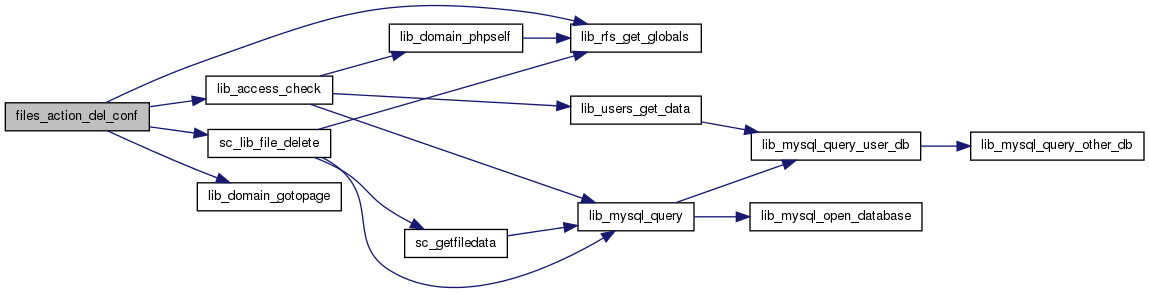 files_action_del_conf
lib_access_check
sc_lib_file_delete
lib_domain_gotopage
lib_domain_phpself
sc_getfiledata
lib_rfs_get_globals
lib_users_get_data
lib_mysql_query
lib_mysql_query_user_db
lib_mysql_open_database
lib_mysql_query_other_db